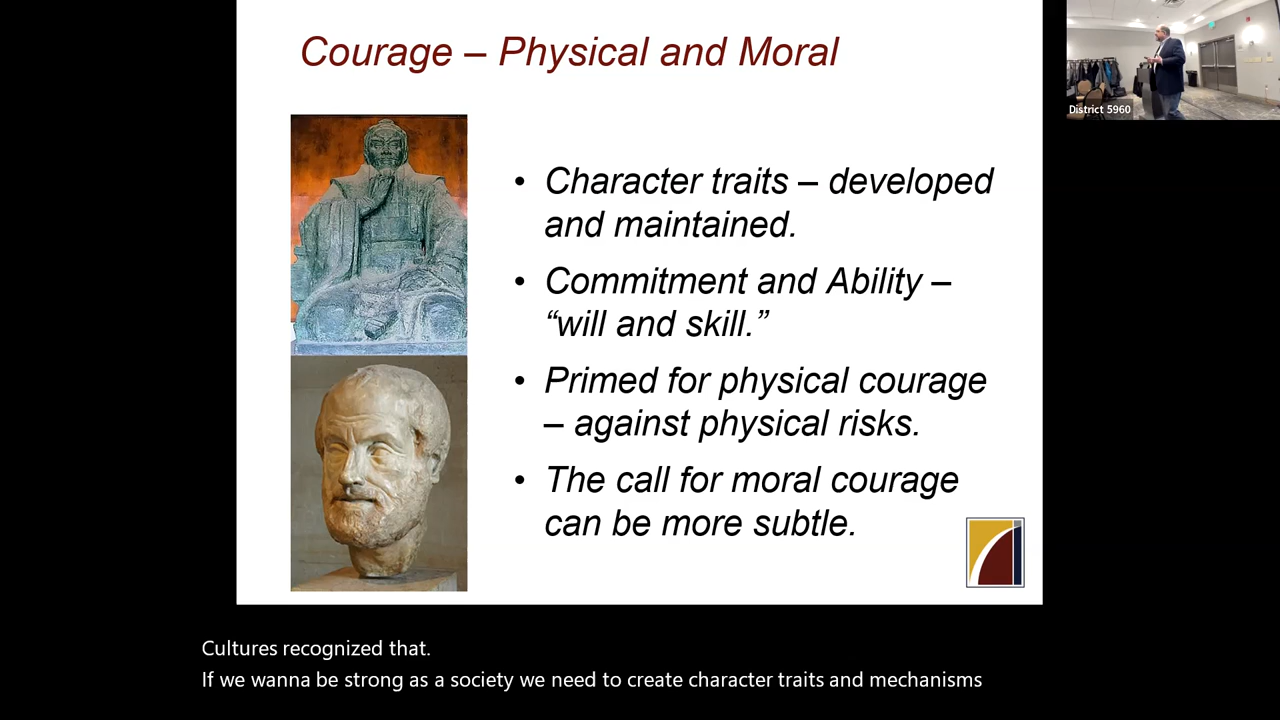 Courage – Physical and Moral
District 5960
• Character traits – developed
and maintained.
• Commitment and Ability –
“will and skill.”
• Primed for physical courage
– against physical risks.
• The call for moral courage
can be more subtle.
Cultures recognized that.
If we wanna be strong as a society we need to create character traits and mechanisms